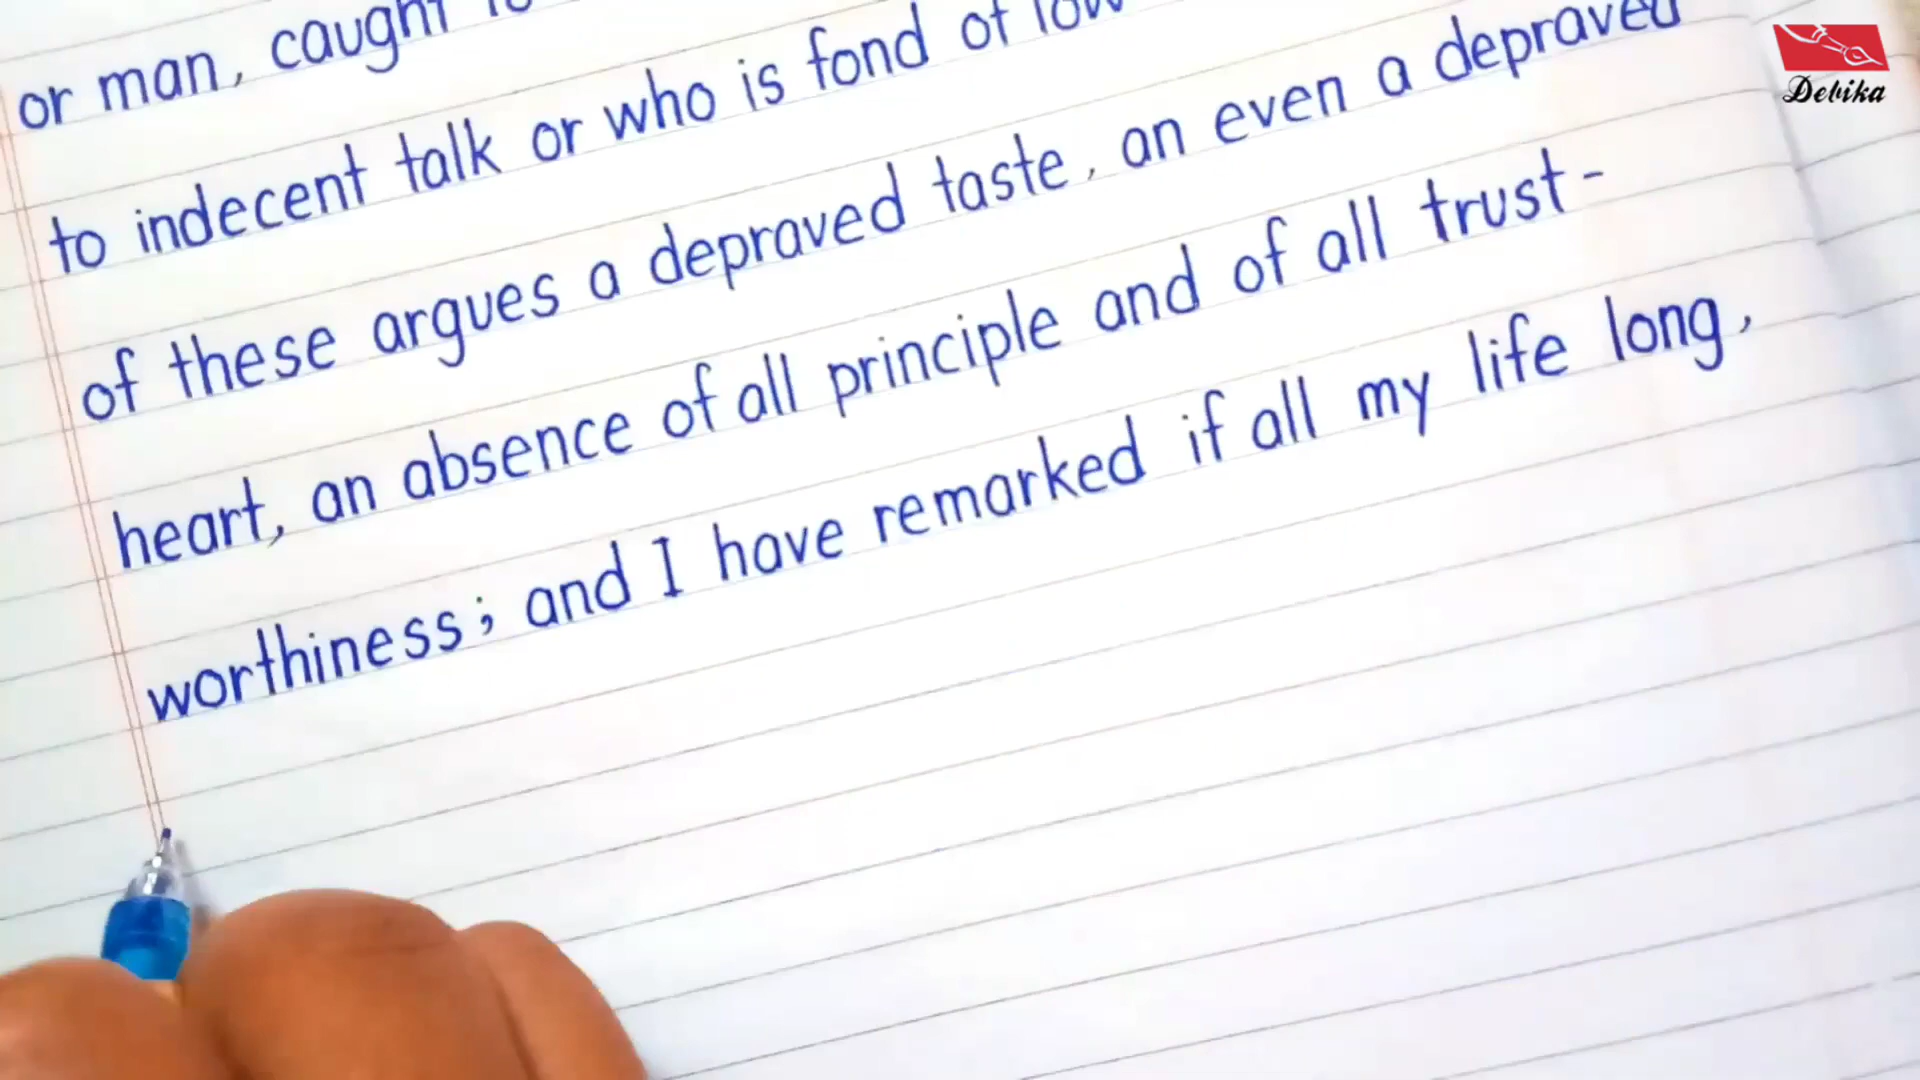 or man, caught
to indecent talk or who is fond of low
of these argues a depraved taste, an even a depraved
heart, an absence of all principle and of all trust-
worthiness; and I have remarked if all my life long,
Debika